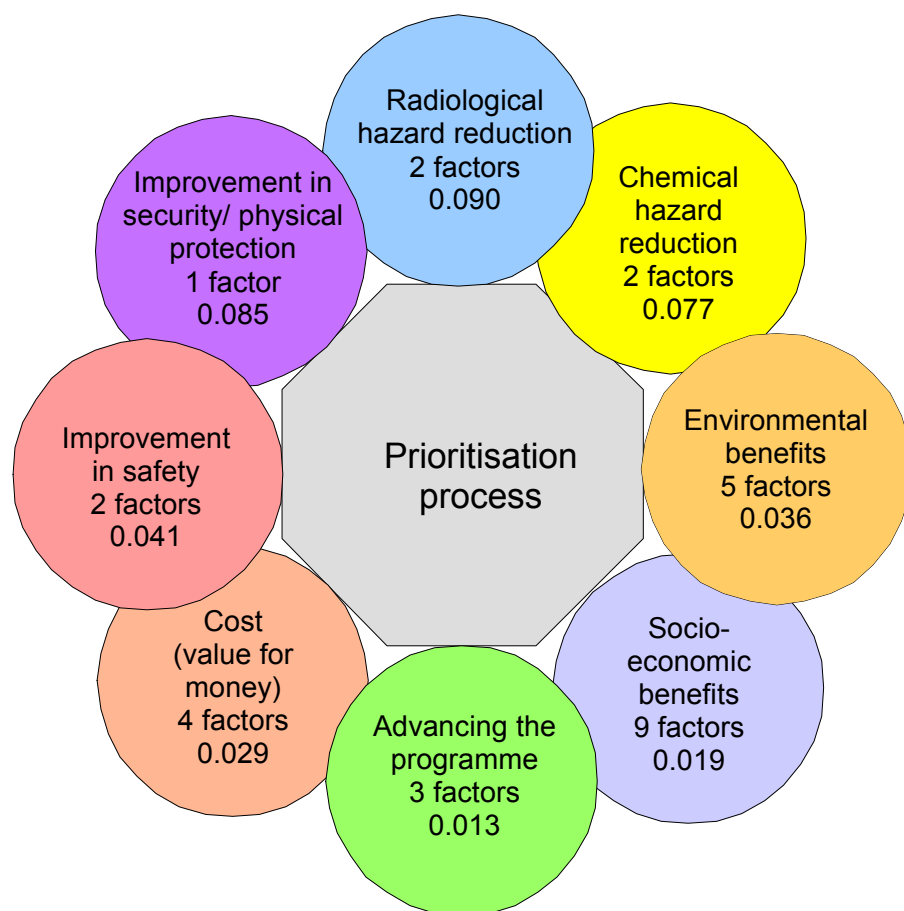 Radiological
hazard reduction
2 factors
0.090
Chemical
hazard
reduction
2 factors
0.077
Environmental
benefits
5 factors
0.036
Socio-
economic
benefits
9 factors
0.019
Advancing the
programme
3 factors
0.013
Cost
(value for
money)
4 factors
0.029
Improvement
in safety
2 factors
0.041
Improvement in
security/ physical
protection
1 factor
0.085
Prioritisation
process